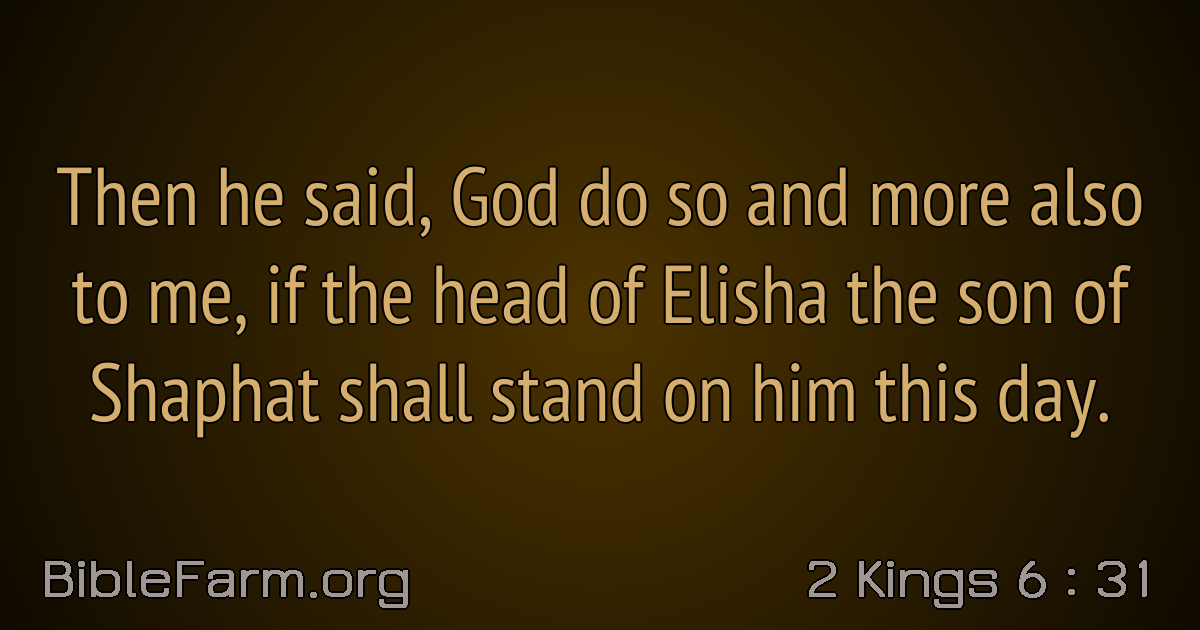 Then he said, God do so and more also
to me, if the head of Elisha the son of
Shaphat shall stand on him this day.
BibleFarm.org
2 Kings 6 : 31